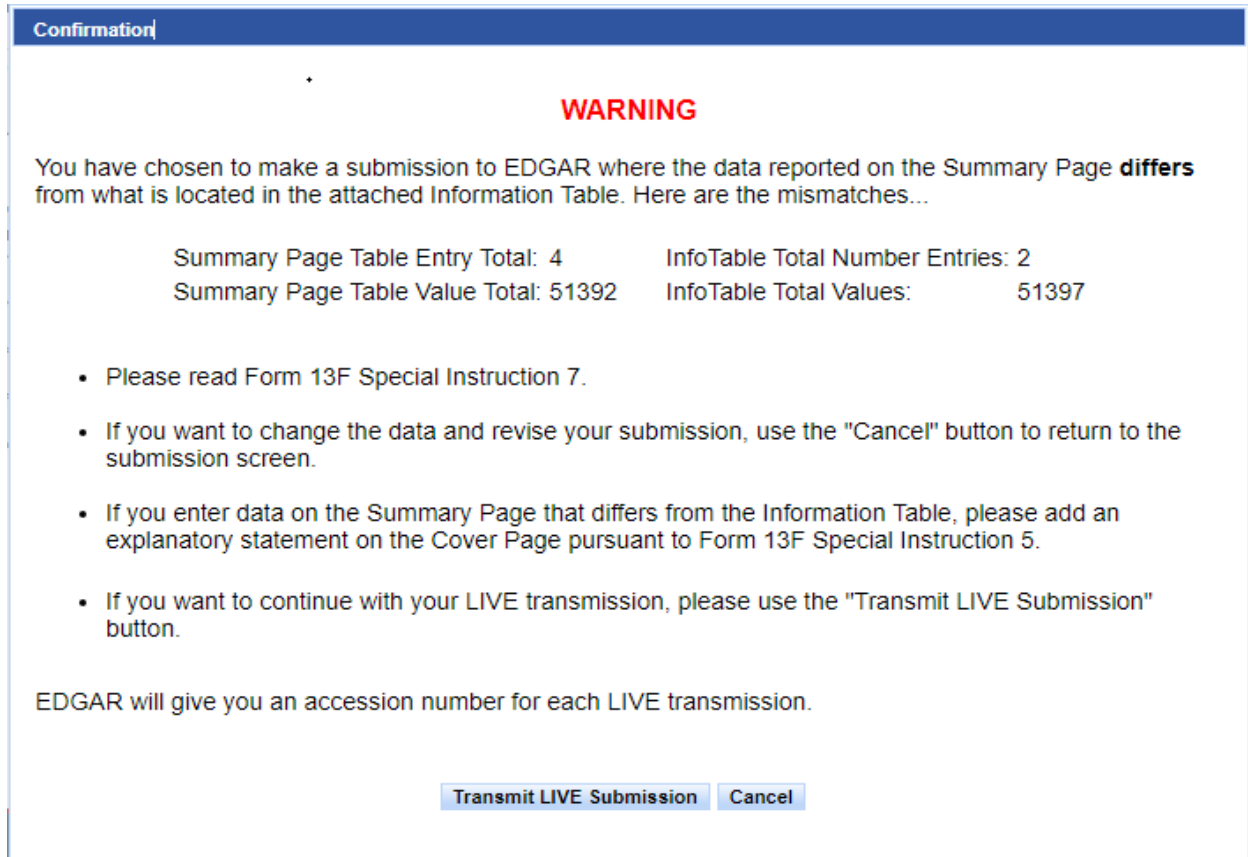 Confirmation
WARNING
You have chosen to make a submission to EDGAR where the data reported on the Summary Page differs
from what is located in the attached Information Table. Here are the mismatches...
Summary Page Table Entry Total: 4 InfoTable Total Number Entries: 2
Summary Page Table Value Total: 51392 InfoTable Total Values: 51397
• Please read Form 13F Special Instruction 7.
• If you want to change the data and revise your submission, use the "Cancel" button to return to the
submission screen.
• If you enter data on the Summary Page that differs from the Information Table, please add an
explanatory statement on the Cover Page pursuant to Form 13F Special Instruction 5.
• If you want to continue with your LIVE transmission, please use the "Transmit LIVE Submission"
button.
EDGAR will give you an accession number for each LIVE transmission.
Transmit LIVE Submission Cancel